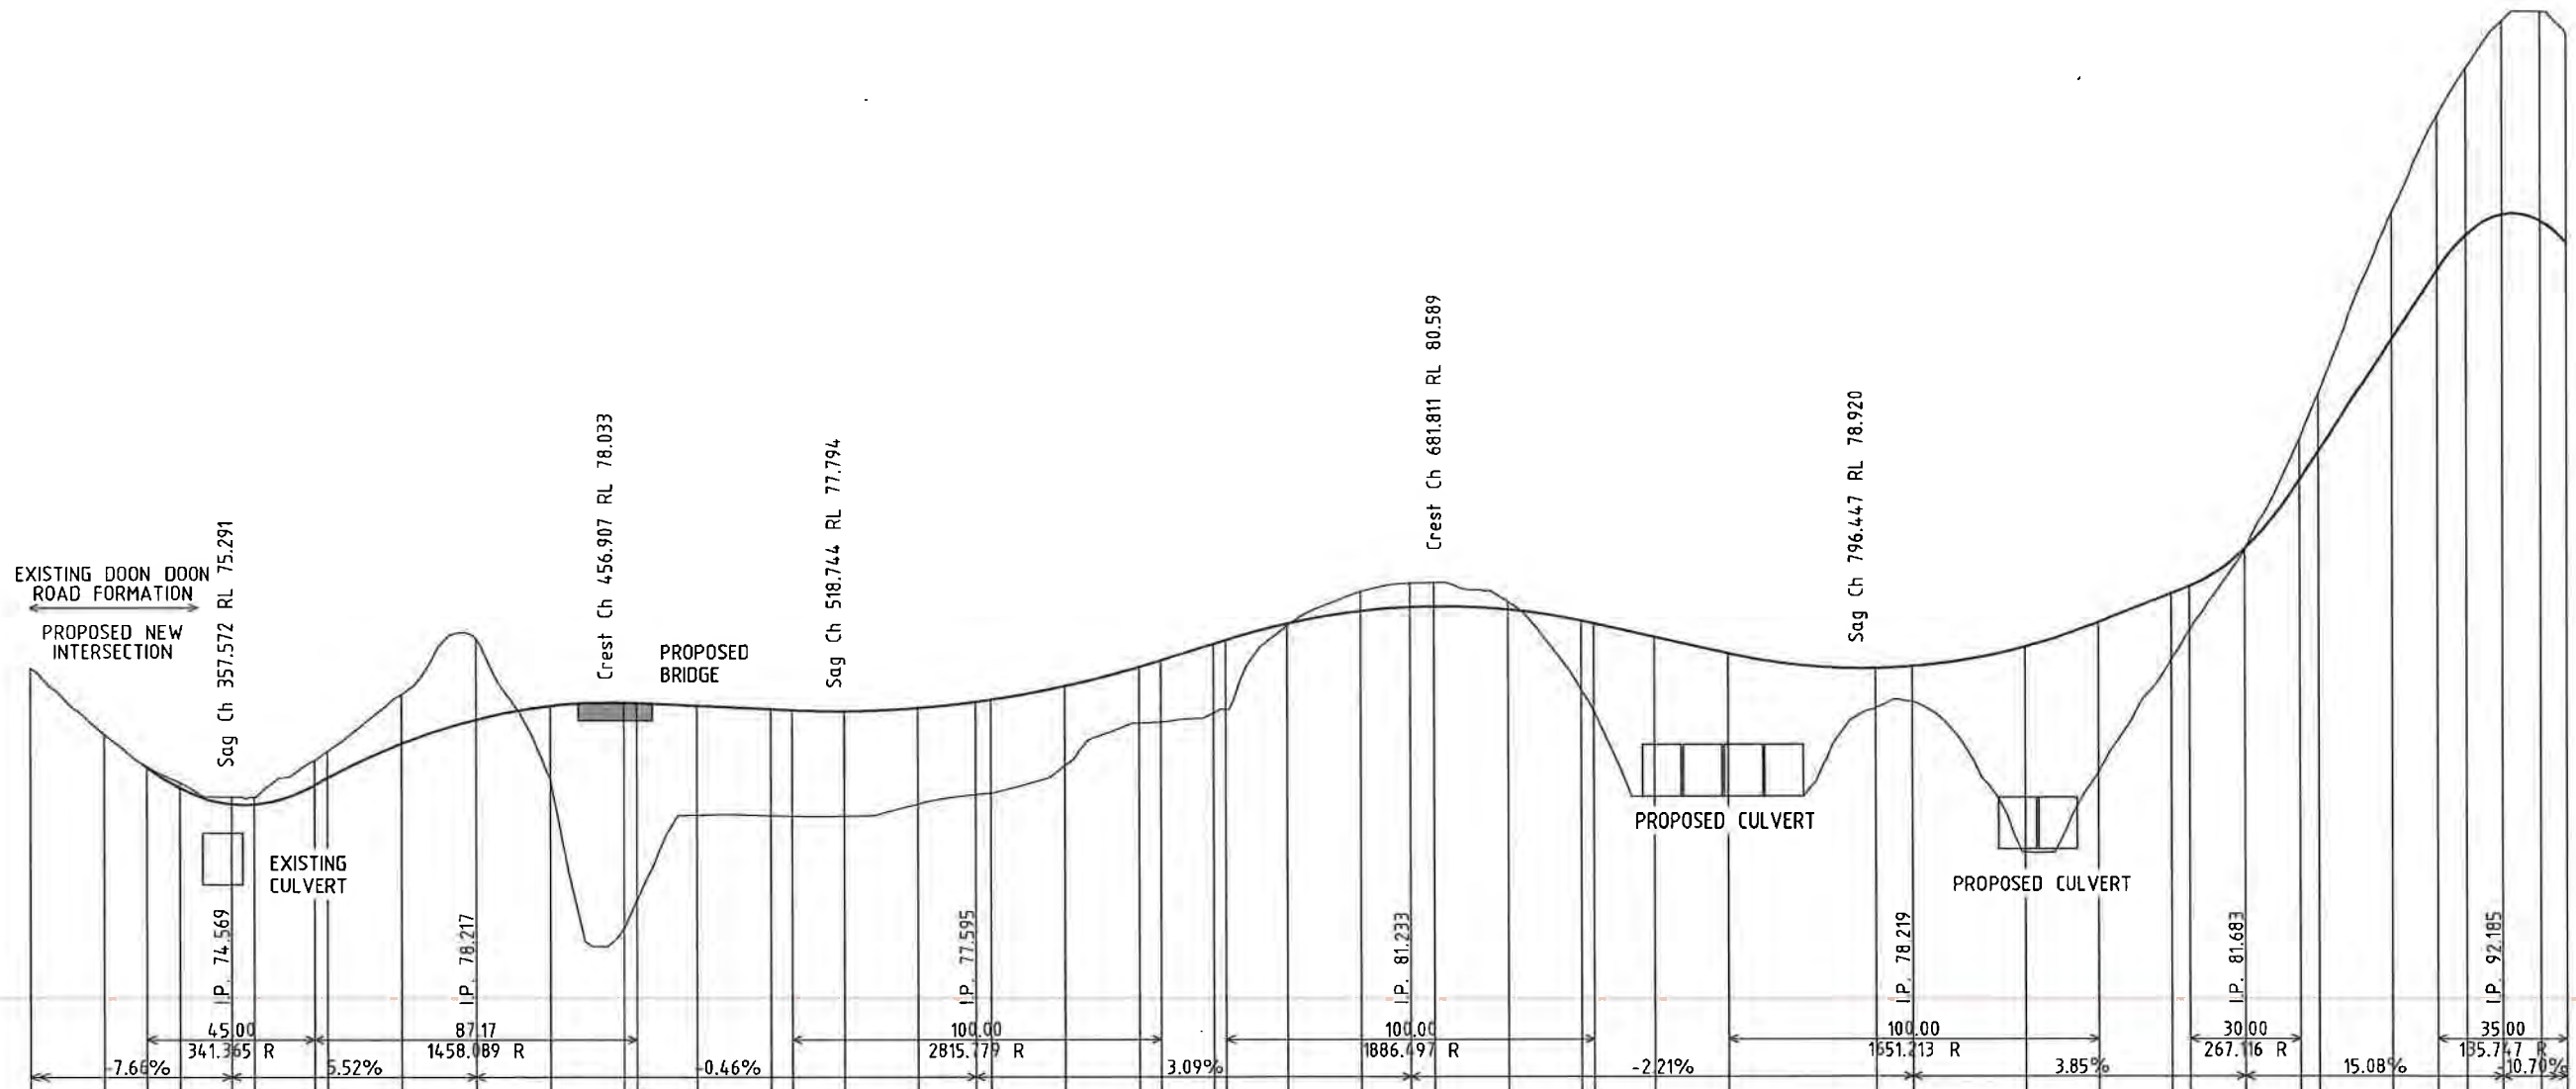 EXISTING DOON DOON
ROAD FORMATION
PROPOSED NEW
INTERSECTION
Sag Ch 357.572 RL 75.291
Crest Ch 456.907 RL 78.033
PROPOSED
BRIDGE
Sag Ch 518.744 RL 77.794
Crest Ch 681.811 RL 80.589
Sag Ch 796.447 RL 78.920
EXISTING
CULVERT
PROPOSED CULVERT
PROPOSED CULVERT
I.P. 74.569
I.P. 78.217
I.P. 77.595
I.P. 81.233
I.P. 78.219
I.P. 81.683
I.P. 92.185
45.00
87.17
100.00
100.00
100.00
30.00
35.00
341.365 R
1458.089 R
2815.779 R
1886.497 R
1651.213 R
267.116 R
135.747 R
-7.66%
5.52%
-0.46%
3.09%
-2.21%
3.85%
15.08%
-10.70%